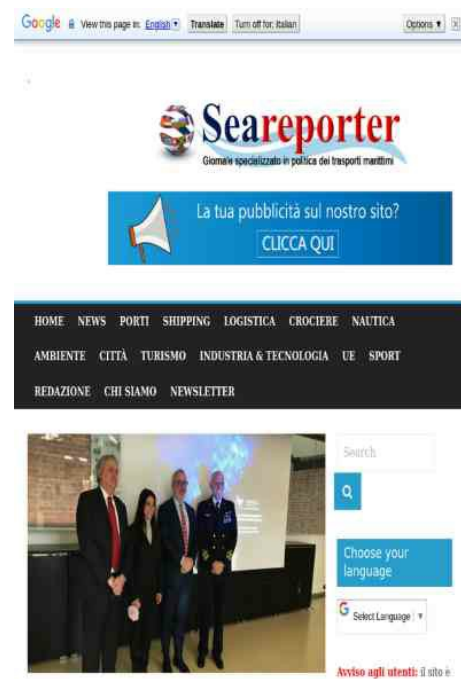 Google View this page in: English Translate Turn off for: Italian Options
Seareporter
Giornale specializzato in politica dei trasporti marittimi
La tua pubblicità sul nostro sito?
CLICCA QUI
HOME NEWS PORTI SHIPPING LOGISTICA CROCIERE NAUTICA
AMBIENTE CITTÀ TURISMO INDUSTRIA & TECNOLOGIA UE SPORT
REDAZIONE CHI SIAMO NEWSLETTER
Search
Choose your
language
G Select Language
Avviso agli utenti: il sito è